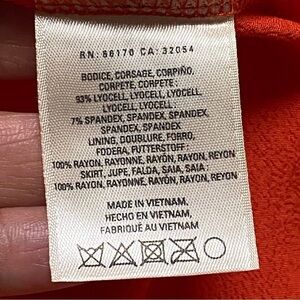 RN: 86170 CA: 32054
BODICE, CORSAGE, CORPIÑO,
CORPETE, CORPETE:
93% LYOCELL, LYOCELL, LYOCELL,
LYOCELL, LYOCELL
7% SPANDEX, SPANDEX, SPANDEX,
SPANDEX, SPANDEX
LINING, DOUBLURE, FORRO,
FODERA, FUTTERSTOFF:
100% RAYON, RAYONNE, RAYÓN, RAYON, REYON
SKIRT, JUPE, FALDA, SAIA, SAIA:
100% RAYON, RAYONNE, RAYÓN, RAYON, REYON
MADE IN VIETNAM,
HECHO EN VIETNAM,
FABRIQUÉ AU VIETNAM